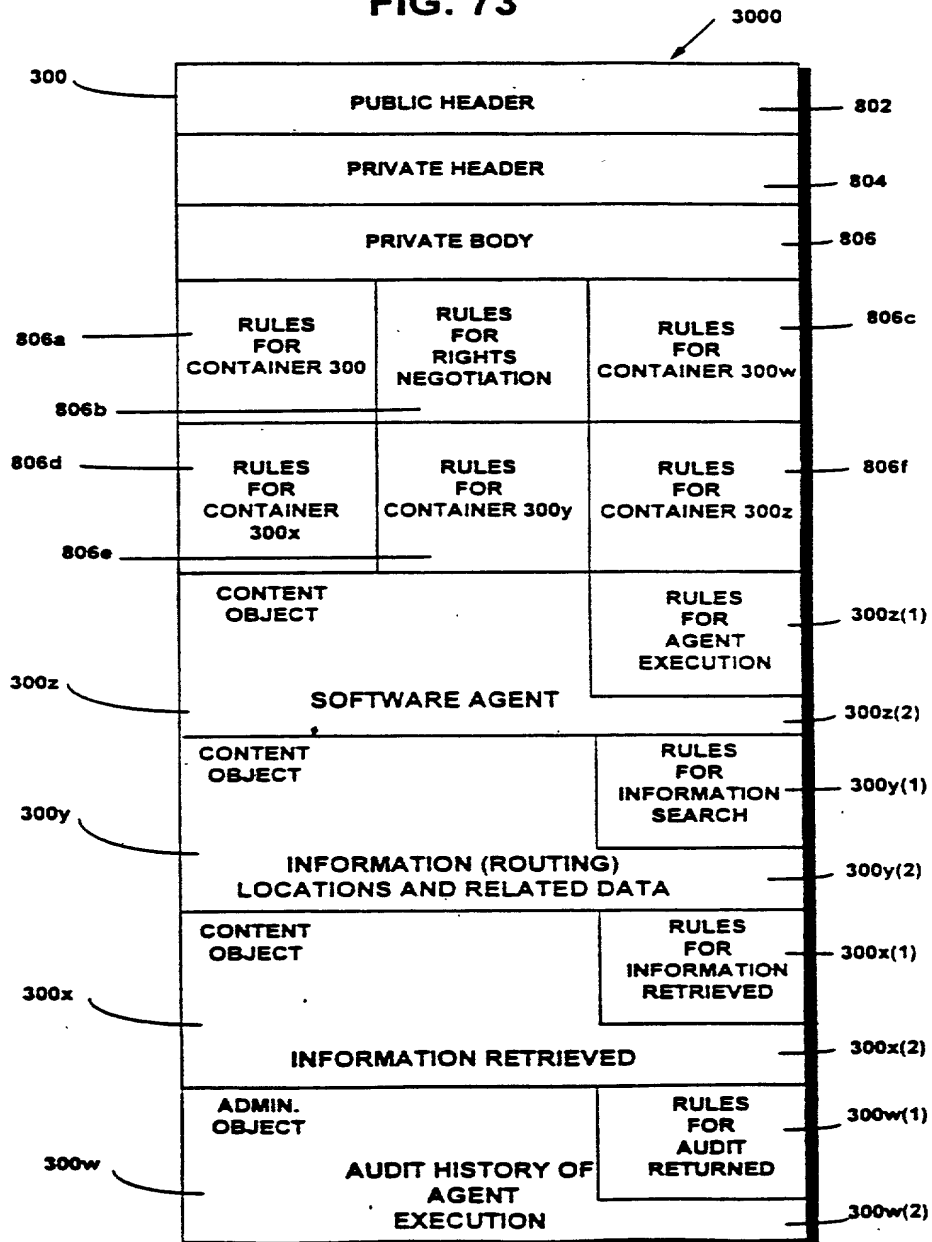 FIG. 73
3000
300
PUBLIC HEADER
802
PRIVATE HEADER
804
PRIVATE BODY
806
806a
RULES
FOR
CONTAINER 300
RULES
FOR
RIGHTS
NEGOTIATION
806b
RULES
FOR
CONTAINER 300w
806c
806d
RULES
FOR
CONTAINER
300x
RULES
FOR
CONTAINER 300y
806e
RULES
FOR
CONTAINER 300z
806f
CONTENT
OBJECT
RULES
FOR
AGENT
EXECUTION
300z(1)
300z
SOFTWARE AGENT
300z(2)
CONTENT
OBJECT
RULES
FOR
INFORMATION
SEARCH
300y(1)
300y
INFORMATION (ROUTING)
LOCATIONS AND RELATED DATA
300y(2)
CONTENT
OBJECT
RULES
FOR
INFORMATION
RETRIEVED
300x(1)
300x
INFORMATION RETRIEVED
300x(2)
ADMIN.
OBJECT
RULES
FOR
AUDIT
RETURNED
300w(1)
300w
AUDIT HISTORY OF
AGENT
EXECUTION
300w(2)